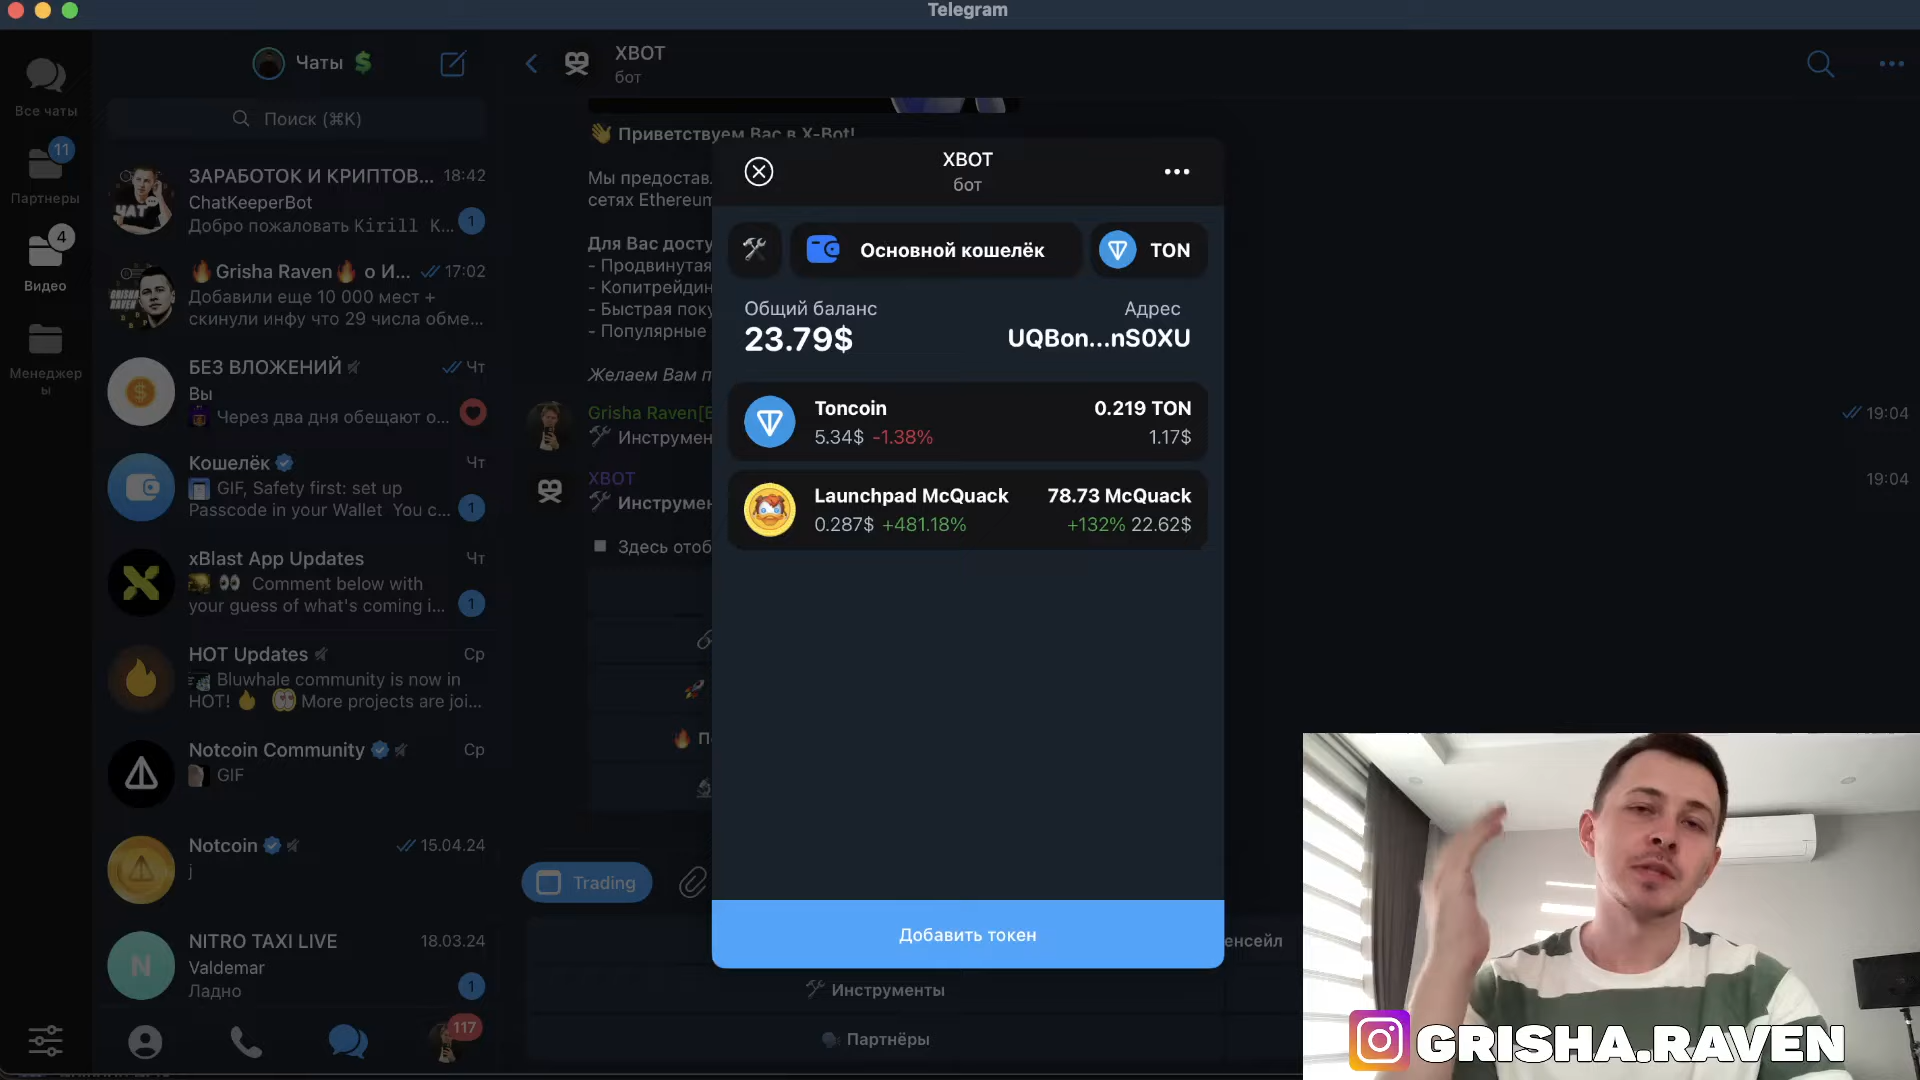 Telegram
Чаты
Поиск (⌘K)
Все чаты
11
Партнеры
4
Видео
Менеджер
ы
ЗАРАБОТОК И КРИПТОВ... 18:42
ChatKeeperBot
Добро пожаловать Kirill K... 1
Grisha Raven о И... 17:02
Добавили еще 10 000 мест +
скинули инфу что 29 числа обме...
БЕЗ ВЛОЖЕНИЙ Чт
Вы
Через два дня обещают о...
Кошелёк Чт
GIF, Safety first: set up
Passcode in your Wallet You c... 1
xBlast App Updates Чт
Comment below with
your guess of what's coming i... 1
HOT Updates Ср
Bluwhale community is now in
HOT! More projects are joi...
Notcoin Community Ср
GIF
Notcoin 15.04.24
j
N
NITRO TAXI LIVE 18.03.24
Valdemar
Ладно 1
117
XBOT
бот
Приветствуем Вас в X-Bot!
Мы предостав
сетях Ethereum
Для Вас досту
- Продвинутая
- Копитрейдин
- Быстрая поку
- Популярные
Желаем Вам п
Grisha Raven[
Инструмен
19:04
XBOT
Инструмен
19:04
Здесь отоб
Trading
енсейл
Инструменты
Партнёры
XBOT
бот
Основной кошелёк
TON
Общий баланс
Адрес
23.79$
UQBon...nS0XU
Toncoin 0.219 TON
5.34$ -1.38% 1.17$
Launchpad McQuack 78.73 McQuack
0.287$ +481.18% +132% 22.62$
Добавить токен
GRISHA.RAVEN